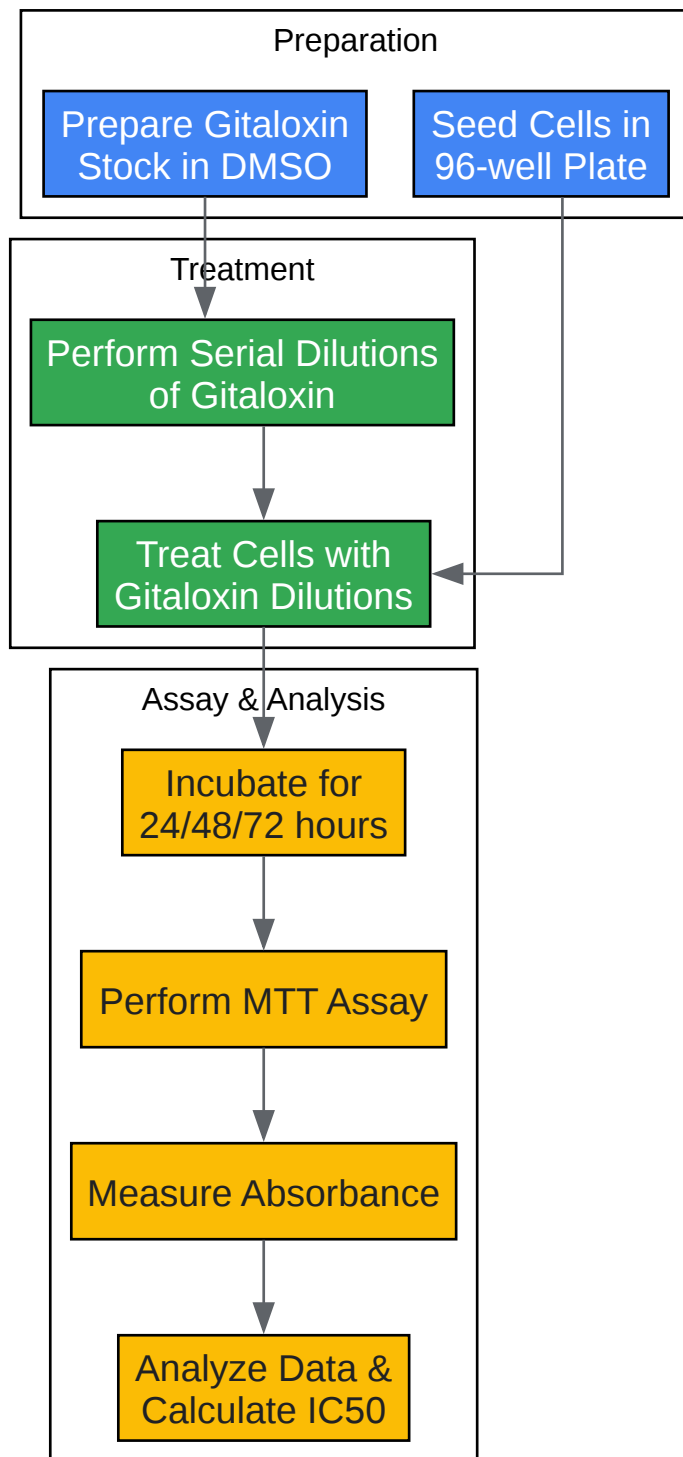 Preparation
Prepare Gitaloxin
Stock in DMSO
Seed Cells in
96-well Plate
Treatment
Perform Serial Dilutions
of Gitaloxin
Treat Cells with
Gitaloxin Dilutions
Assay & Analysis
Incubate for
24/48/72 hours
Perform MTT Assay
Measure Absorbance
Analyze Data &
Calculate IC50